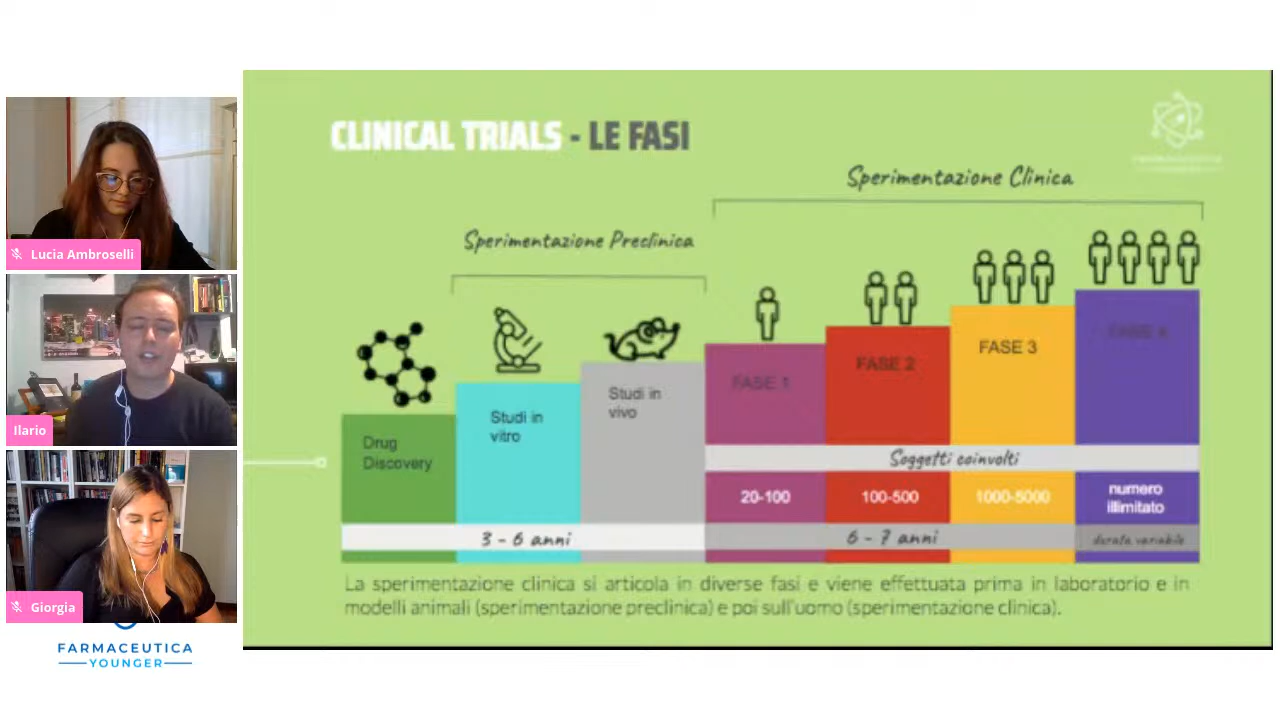 CLINICAL TRIALS - LE FASI
Sperimentazione Clinica
Sperimentazione Preclinica
Drug
Discovery
Studi in
vitro
Studi in
vivo
FASE 1
FASE 2
FASE 3
FASE 4
Soggetti coinvolti
20-100
100-500
1000-5000
numero
illimitato
3 - 6 anni
6 - 7 anni
durata variabile
La sperimentazione clinica si articola in diverse fasi e viene effettuata prima in laboratorio e in
modelli animali (sperimentazione preclinica) e poi sull'uomo (sperimentazione clinica).
FARMACEUTICA
Lucia Ambroselli
Ilario
Giorgia
FARMACEUTICA
YOUNGER